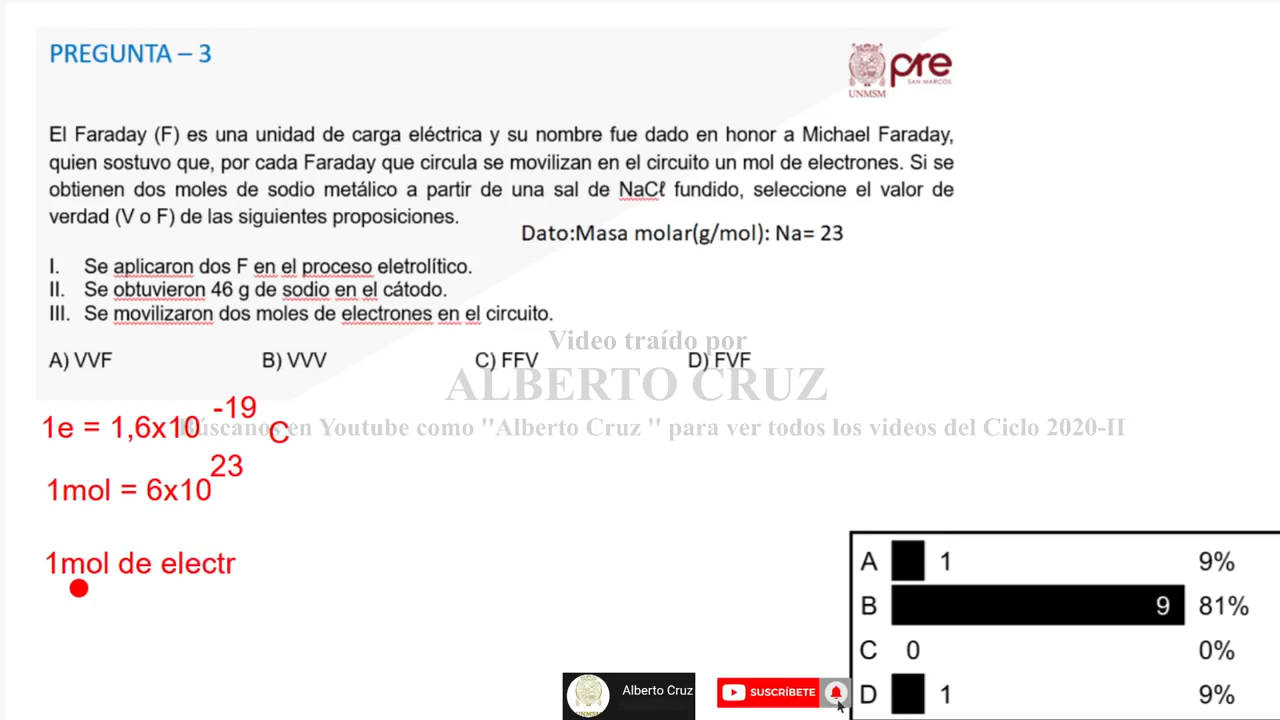 PREGUNTA – 3
pre
SAN MARCOS
UNMSM
El Faraday (F) es una unidad de carga eléctrica y su nombre fue dado en honor a Michael Faraday,
quien sostuvo que, por cada Faraday que circula se movilizan en el circuito un mol de electrones. Si se
obtienen dos moles de sodio metálico a partir de una sal de NaCℓ fundido, seleccione el valor de
verdad (V o F) de las siguientes proposiciones.
Dato:Masa molar(g/mol): Na= 23
I. Se aplicaron dos F en el proceso eletrolítico.
II. Se obtuvieron 46 g de sodio en el cátodo.
III. Se movilizaron dos moles de electrones en el circuito.
Video traído por
A) VVF B) VVV C) FFV D) FVF
ALBERTO CRUZ
1e = 1,6x10 -19 C
Búscanos en Youtube como ''Alberto Cruz '' para ver todos los videos del Ciclo 2020-II
1mol = 6x10 23
1mol de electr
A 1 9%
B 9 81%
C 0 0%
D 1 9%
UNMSM
Alberto Cruz
SUSCRÍBETE